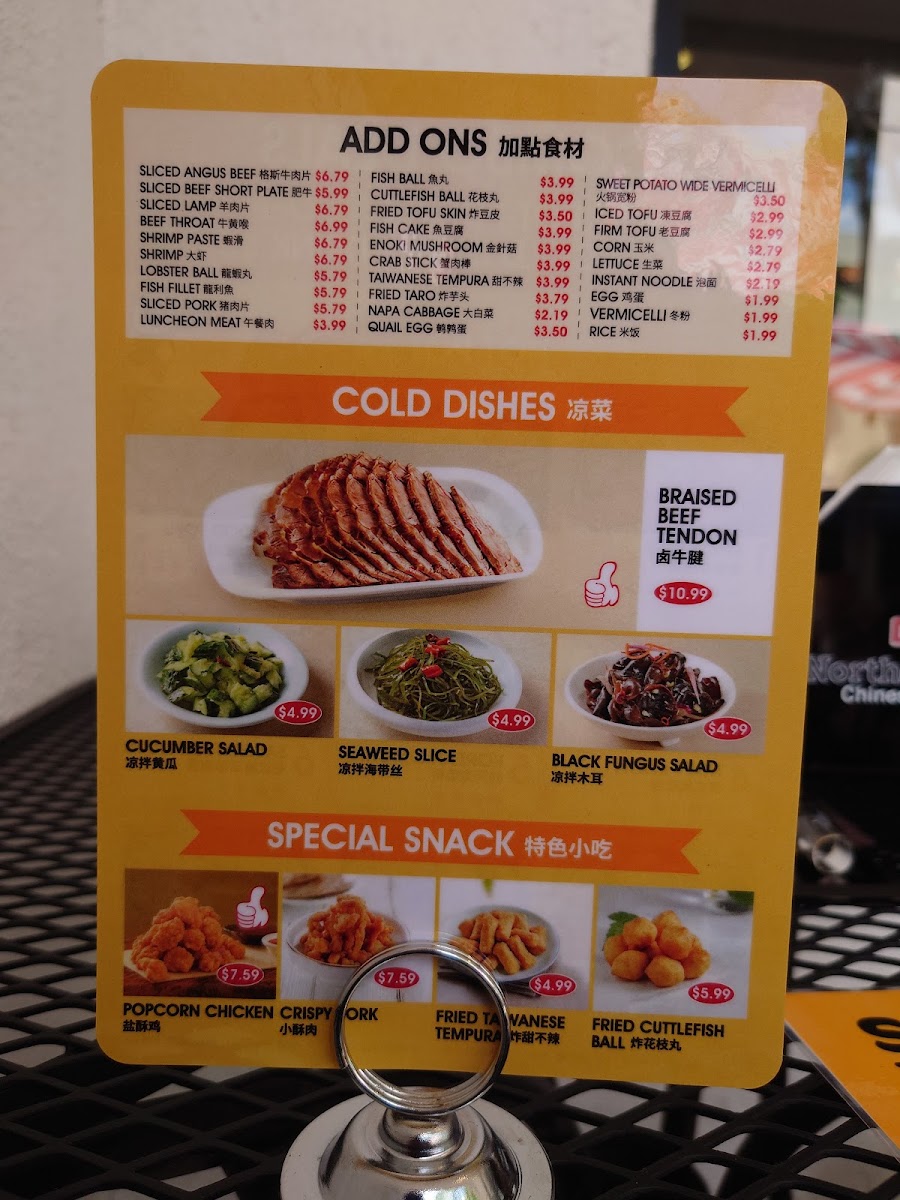 ADD ONS 加點食材
SLICED ANGUS BEEF 格斯牛肉片 $6.79
SLICED BEEF SHORT PLATE 肥牛 $5.99
SLICED LAMP 羊肉片 $6.79
BEEF THROAT 牛黄喉 $6.99
SHRIMP PASTE 蝦滑 $6.79
SHRIMP 大虾 $6.79
LOBSTER BALL 龍蝦丸 $5.79
FISH FILLET 龍利魚 $5.79
SLICED PORK 猪肉片 $5.79
LUNCHEON MEAT 午餐肉 $3.99
FISH BALL 魚丸 $3.99
CUTTLEFISH BALL 花枝丸 $3.99
FRIED TOFU SKIN 炸豆皮 $3.50
FISH CAKE 魚豆腐 $3.99
ENOKI MUSHROOM 金針菇 $3.99
CRAB STICK 蟹肉棒 $3.99
TAIWANESE TEMPURA 甜不辣 $3.99
FRIED TARO 炸芋头 $3.79
NAPA CABBAGE 大白菜 $2.19
QUAIL EGG 鹌鹑蛋 $3.50
SWEET POTATO WIDE VERMICELLI
火锅宽粉 $3.50
ICED TOFU 凍豆腐 $2.99
FIRM TOFU 老豆腐 $2.99
CORN 玉米 $2.79
LETTUCE 生菜 $2.79
INSTANT NOODLE 泡面 $2.19
EGG 鸡蛋 $1.99
VERMICELLI 冬粉 $1.99
RICE 米饭 $1.99
COLD DISHES 凉菜
BRAISED
BEEF
TENDON
卤牛腱
$10.99
$4.99
CUCUMBER SALAD
凉拌黄瓜
$4.99
SEAWEED SLICE
凉拌海带丝
$4.99
BLACK FUNGUS SALAD
凉拌木耳
SPECIAL SNACK 特色小吃
$7.59
POPCORN CHICKEN
盐酥鸡
$7.59
CRISPY PORK
小酥肉
$4.99
FRIED TAIWANESE
TEMPURA 炸甜不辣
$5.99
FRIED CUTTLEFISH
BALL 炸花枝丸
North
Chine